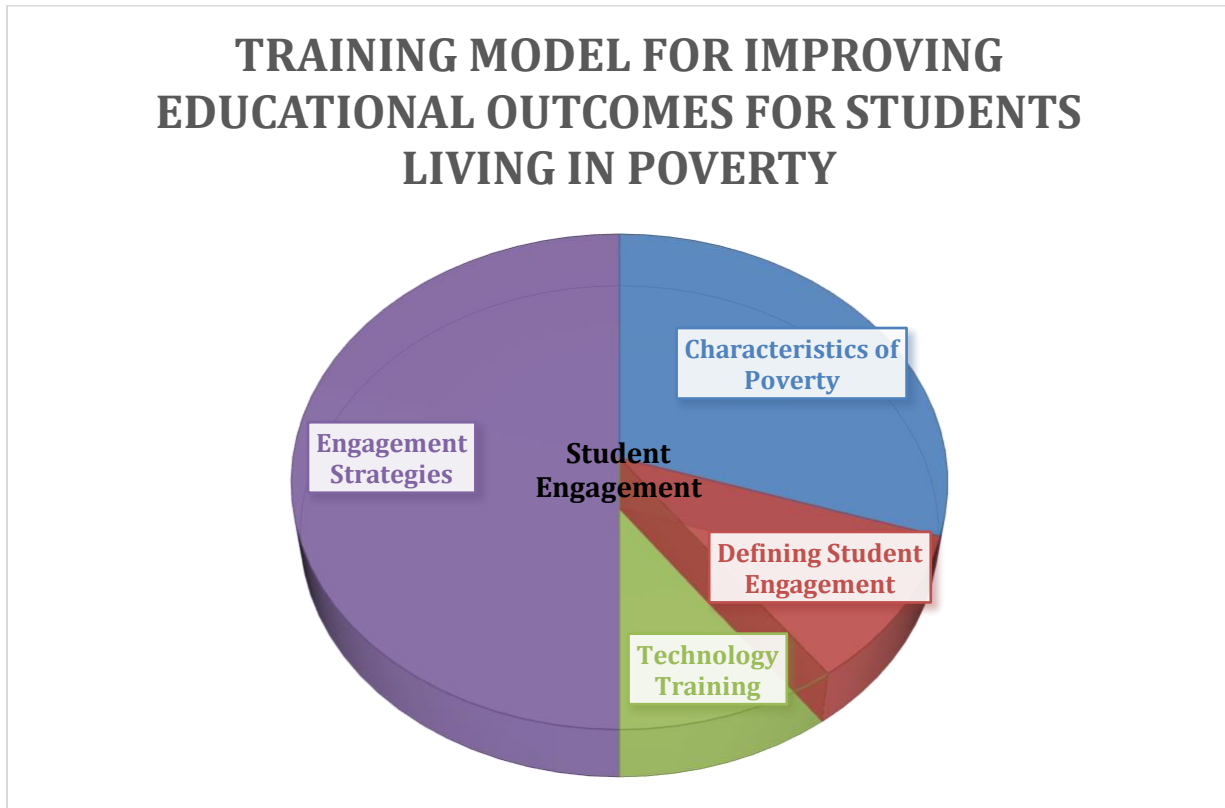 TRAINING MODEL FOR IMPROVING
EDUCATIONAL OUTCOMES FOR STUDENTS
LIVING IN POVERTY
Characteristics of
Poverty
Engagement
Strategies
Student
Engagement
Defining Student
Engagement
Technology
Training